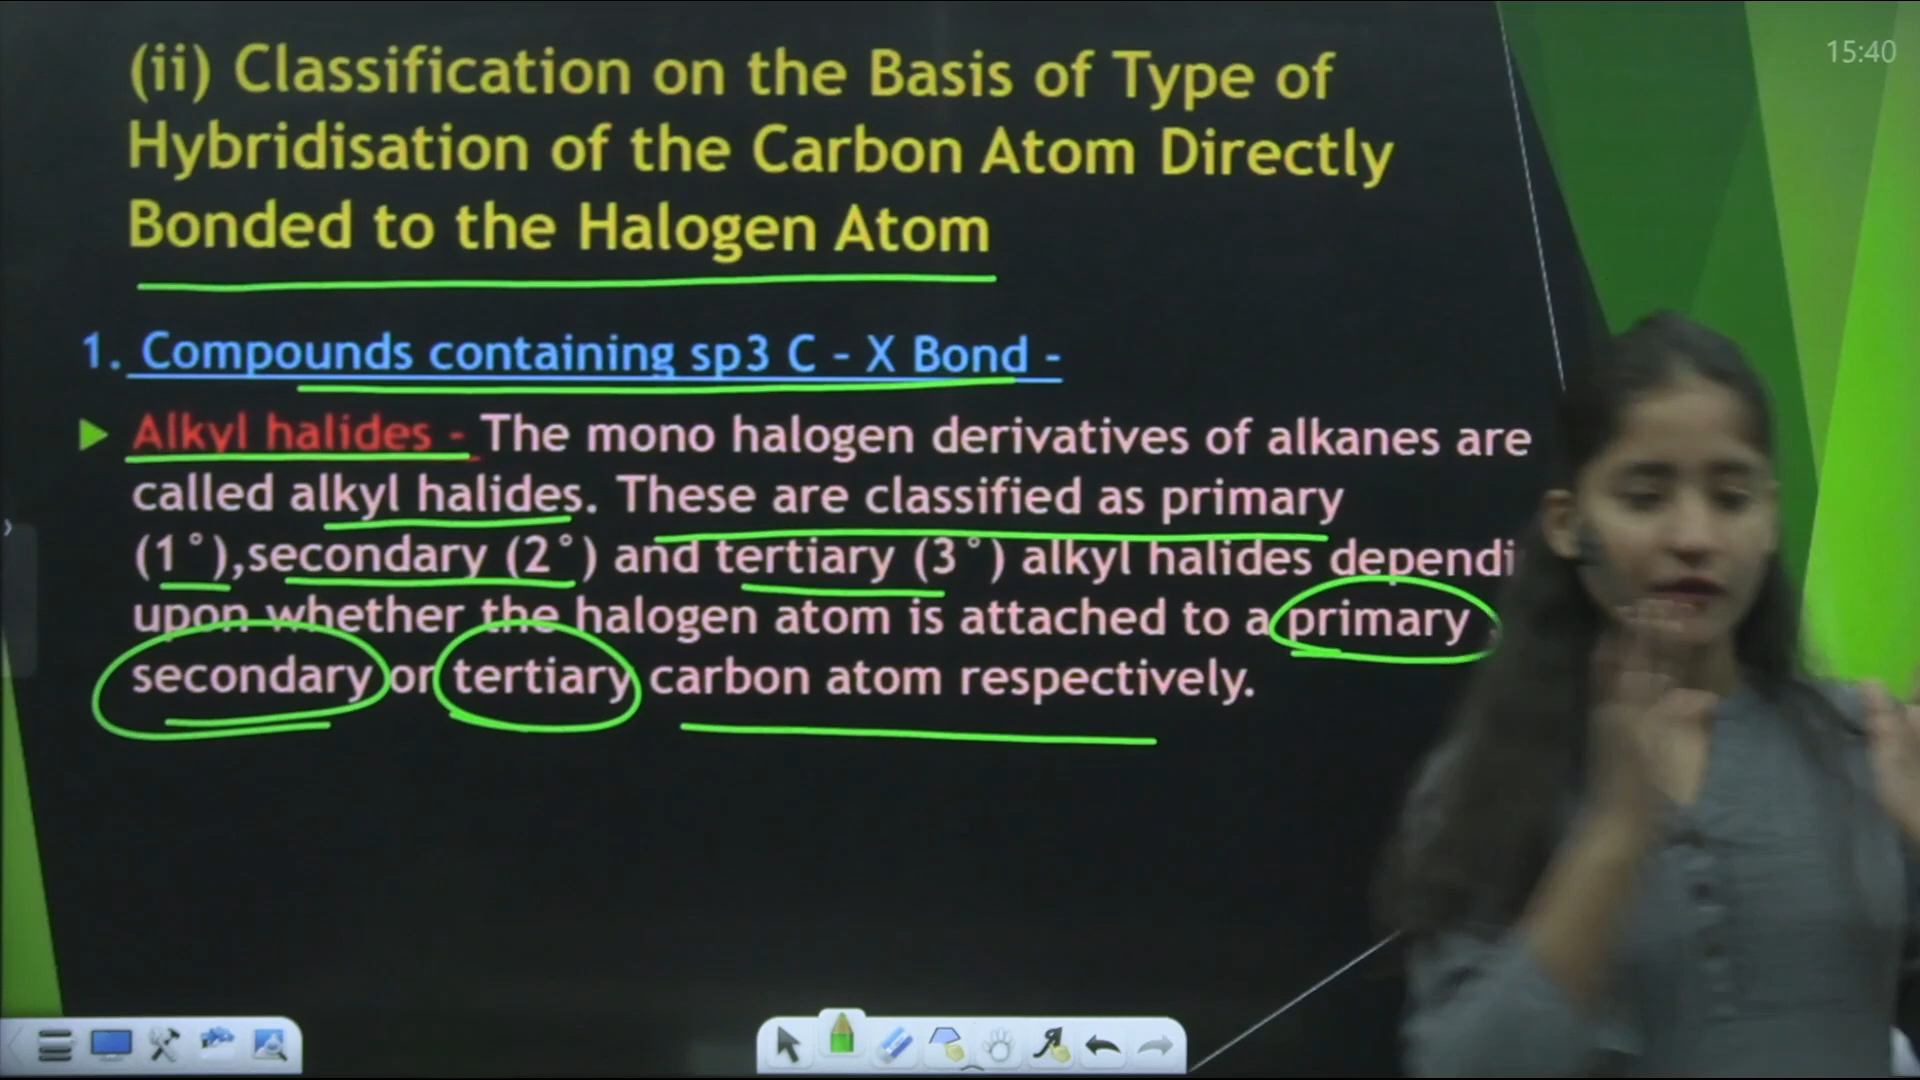 15:40
(ii) Classification on the Basis of Type of
Hybridisation of the Carbon Atom Directly
Bonded to the Halogen Atom
1. Compounds containing sp3 C – X Bond -
Alkyl halides - The mono halogen derivatives of alkanes are
called alkyl halides. These are classified as primary
(1°),secondary (2°) and tertiary (3°) alkyl halides
upon whether the halogen atom is attached to a primary ,
secondary or tertiary carbon atom respectively.